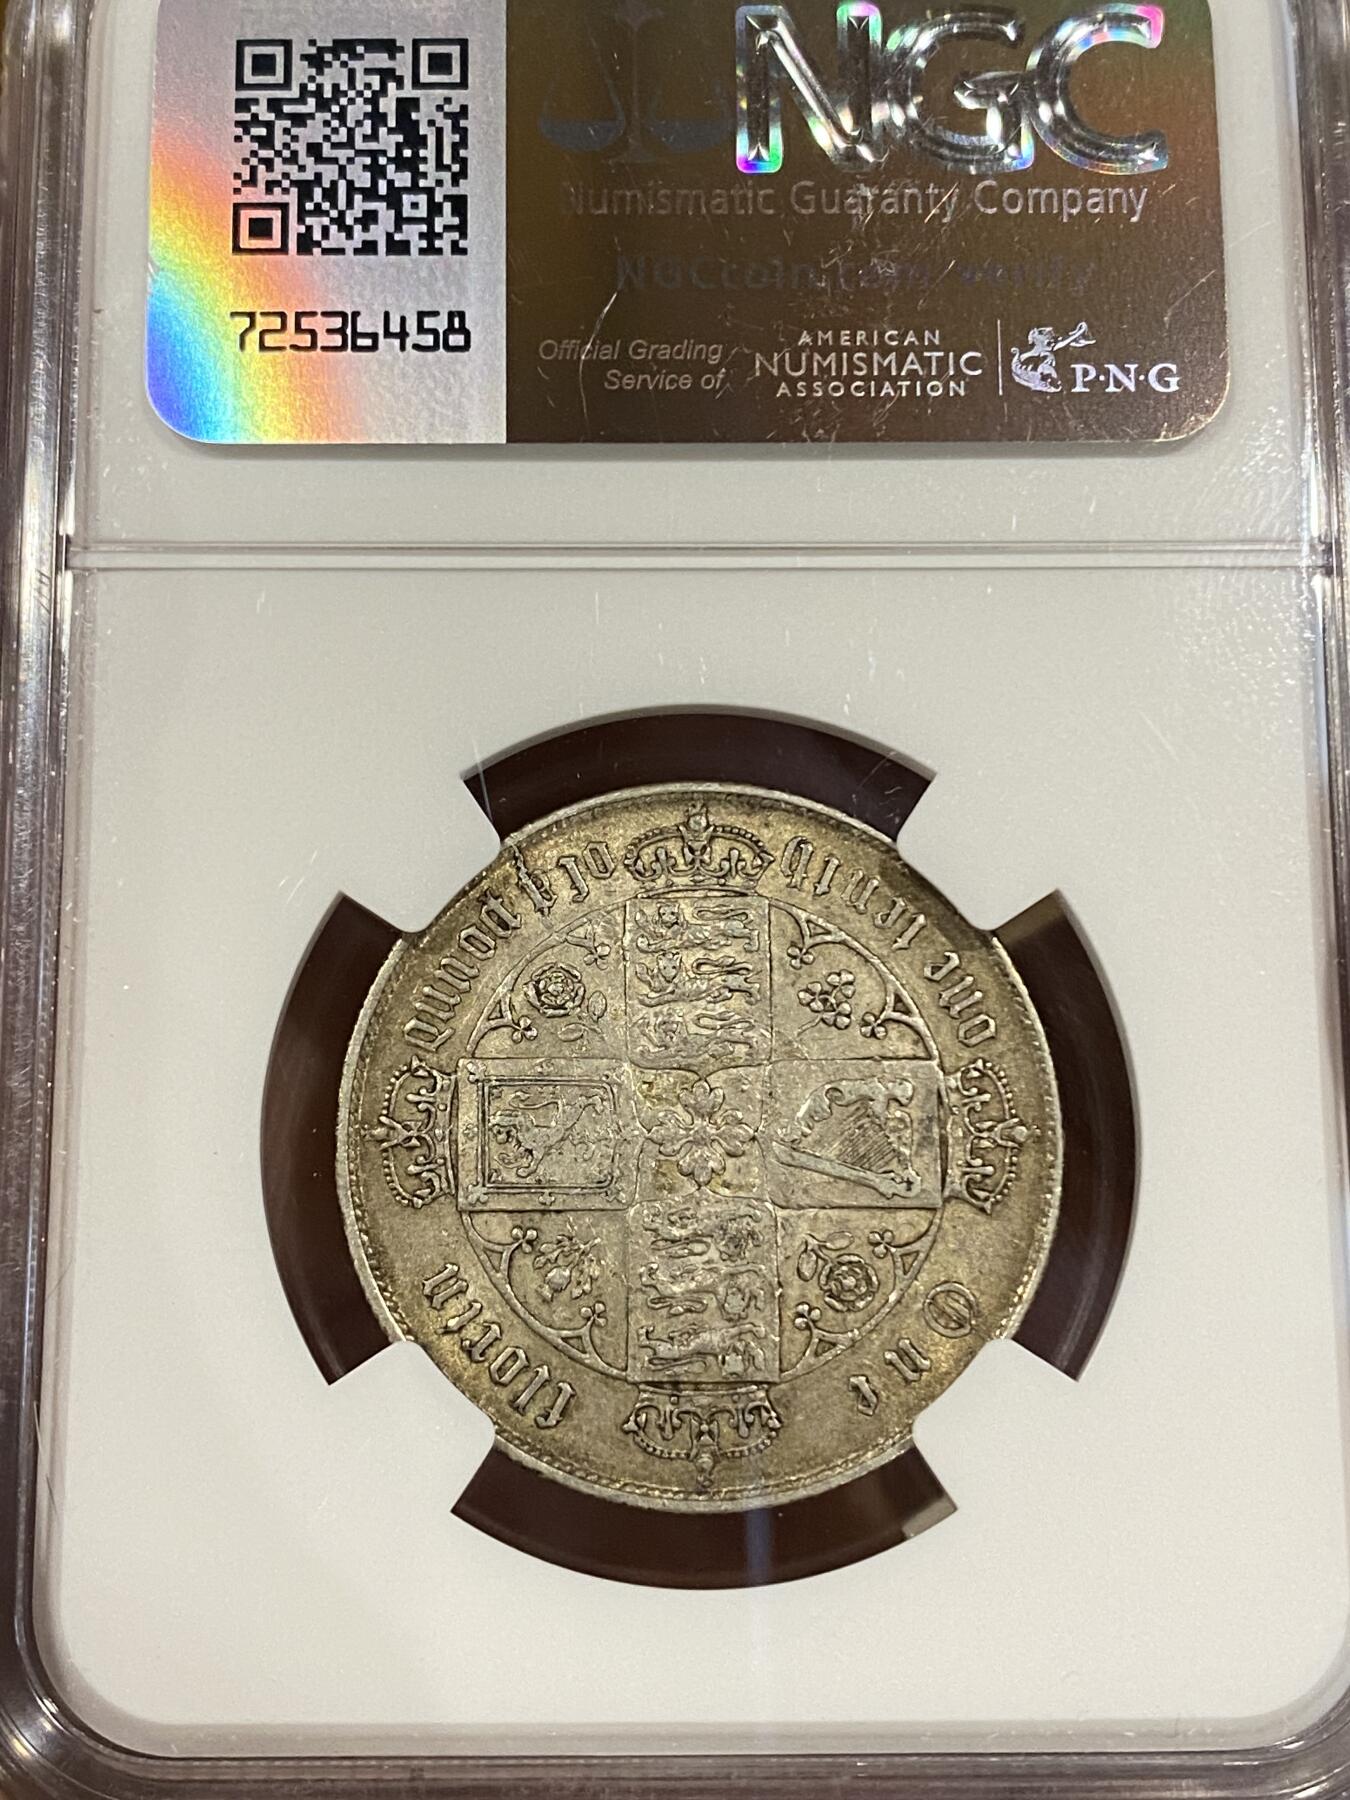 NGC
Numismatic Guaranty Company
NGCcoin.com/verify
72536458
Official Grading
Service of
AMERICAN
NUMISMATIC
ASSOCIATION
P·N·G
One florin
one tenth of a pound